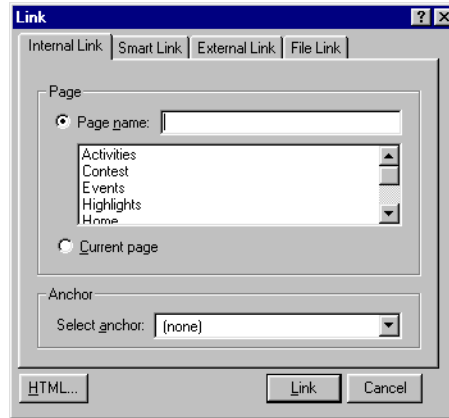 Link
Internal Link Smart Link External Link File Link
Page
Page name:
Activities
Contest
Events
Highlights
Home
Current page
Anchor
Select anchor: (none)
HTML... Link Cancel